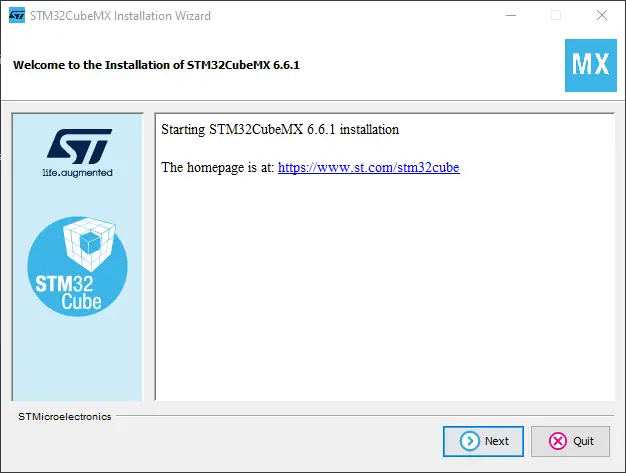 STM32CubeMX Installation Wizard
Welcome to the Installation of STM32CubeMX 6.6.1
MX
ST
life.augmented
STM32
Cube
Starting STM32CubeMX 6.6.1 installation
The homepage is at: https://www.st.com/stm32cube
STMicroelectronics
Next
Quit